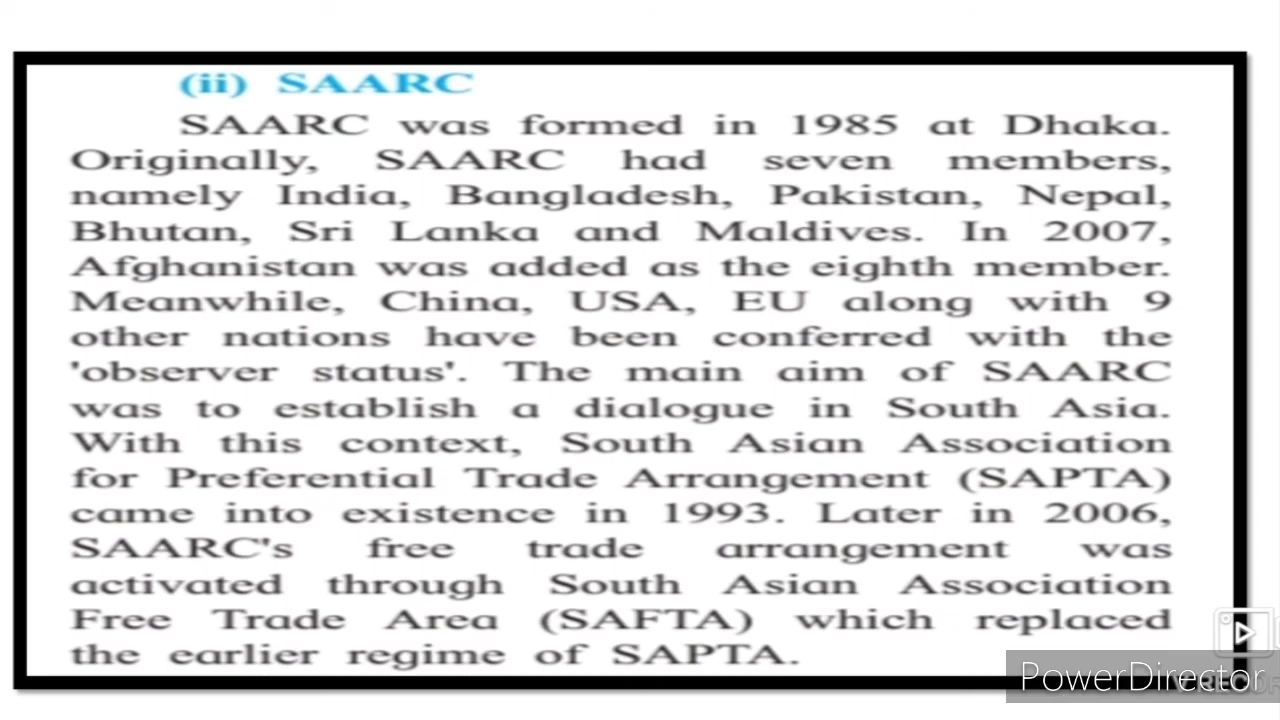 (ii) SAARC
SAARC was formed in 1985 at Dhaka.
Originally, SAARC had seven members,
namely India, Bangladesh, Pakistan, Nepal,
Bhutan, Sri Lanka and Maldives. In 2007,
Afghanistan was added as the eighth member.
Meanwhile, China, USA, EU along with 9
other nations have been conferred with the
'observer status'. The main aim of SAARC
was to establish a dialogue in South Asia.
With this context, South Asian Association
for Preferential Trade Arrangement (SAPTA)
came into existence in 1993. Later in 2006,
SAARC's free trade arrangement was
activated through South Asian Association
Free Trade Area (SAFTA) which replaced
the earlier regime of SAPTA.
PowerDirector